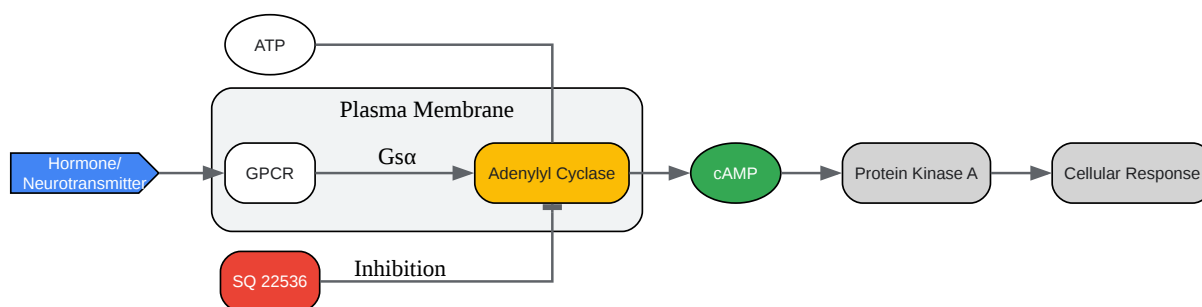 ATP
Plasma Membrane
Hormone/
Neurotransmitter
GPCR
Gsα
Adenylyl Cyclase
cAMP
Protein Kinase A
Cellular Response
SQ 22536
Inhibition